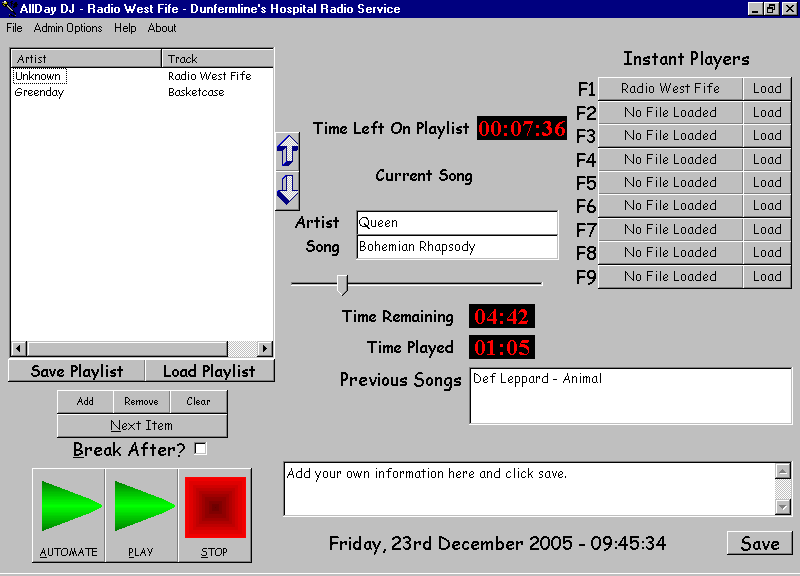 AllDay DJ - Radio West Fife - Dunfermline's Hospital Radio Service
File Admin Options Help About
Artist Track
Unknown Radio West Fife
Greenday Basketcase
Save Playlist Load Playlist
Add Remove Clear
Next Item
Break After?
AUTOMATE PLAY STOP
Time Left On Playlist 00:07:36
Current Song
Artist Queen
Song Bohemian Rhapsody
Time Remaining 04:42
Time Played 01:05
Previous Songs Def Leppard - Animal
Instant Players
F1 Radio West Fife Load
F2 No File Loaded Load
F3 No File Loaded Load
F4 No File Loaded Load
F5 No File Loaded Load
F6 No File Loaded Load
F7 No File Loaded Load
F8 No File Loaded Load
F9 No File Loaded Load
Add your own information here and click save.
Friday, 23rd December 2005 - 09:45:34 Save